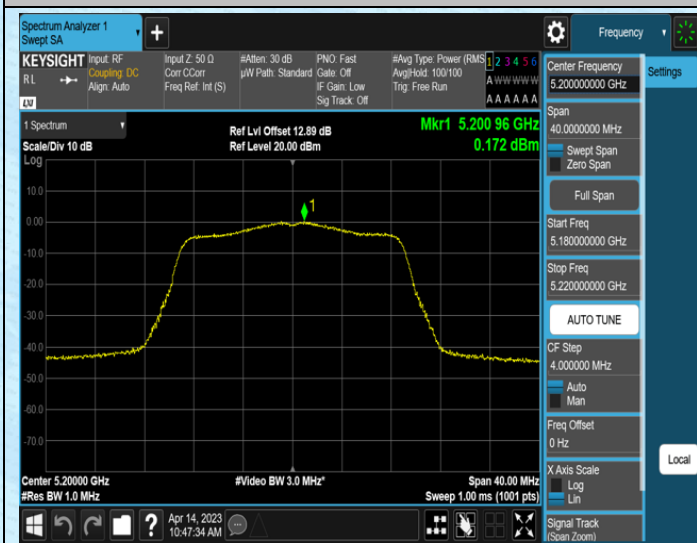 Spectrum Analyzer 1
Swept SA
Frequency
KEYSIGHT
R L
LXI
Input: RF
Coupling: DC
Align: Auto
Input Z: 50 Ω
Corr CCorr
Freq Ref: Int (S)
#Atten: 30 dB
µW Path: Standard
PNO: Fast
Gate: Off
IF Gain: Low
Sig Track: Off
#Avg Type: Power (RMS
Avg|Hold: 100/100
Trig: Free Run
1 2 3 4 5 6
A W W W W W
A A A A A A
1 Spectrum
Scale/Div 10 dB
Log
Ref Lvl Offset 12.89 dB
Ref Level 20.00 dBm
Mkr1 5.200 96 GHz
0.172 dBm
1
10.0
0.00
-10.0
-20.0
-30.0
-40.0
-50.0
-60.0
-70.0
Center 5.20000 GHz
#Res BW 1.0 MHz
#Video BW 3.0 MHz*
Span 40.00 MHz
Sweep 1.00 ms (1001 pts)
?
Apr 14, 2023
10:47:34 AM
Center Frequency
5.200000000 GHz
Span
40.0000000 MHz
Swept Span
Zero Span
Full Span
Start Freq
5.180000000 GHz
Stop Freq
5.220000000 GHz
AUTO TUNE
CF Step
4.000000 MHz
Auto
Man
Freq Offset
0 Hz
X Axis Scale
Log
Lin
Signal Track
(Span Zoom)
Settings
Local